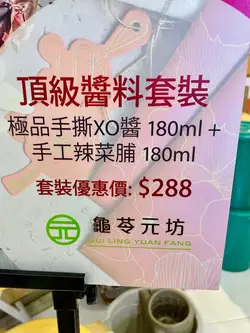 頂級醬料套裝
極品手撕XO醬 180ml +
手工辣菜脯 180ml
套裝優惠價: $288
龜苓元坊
GUI LING YUAN FANG